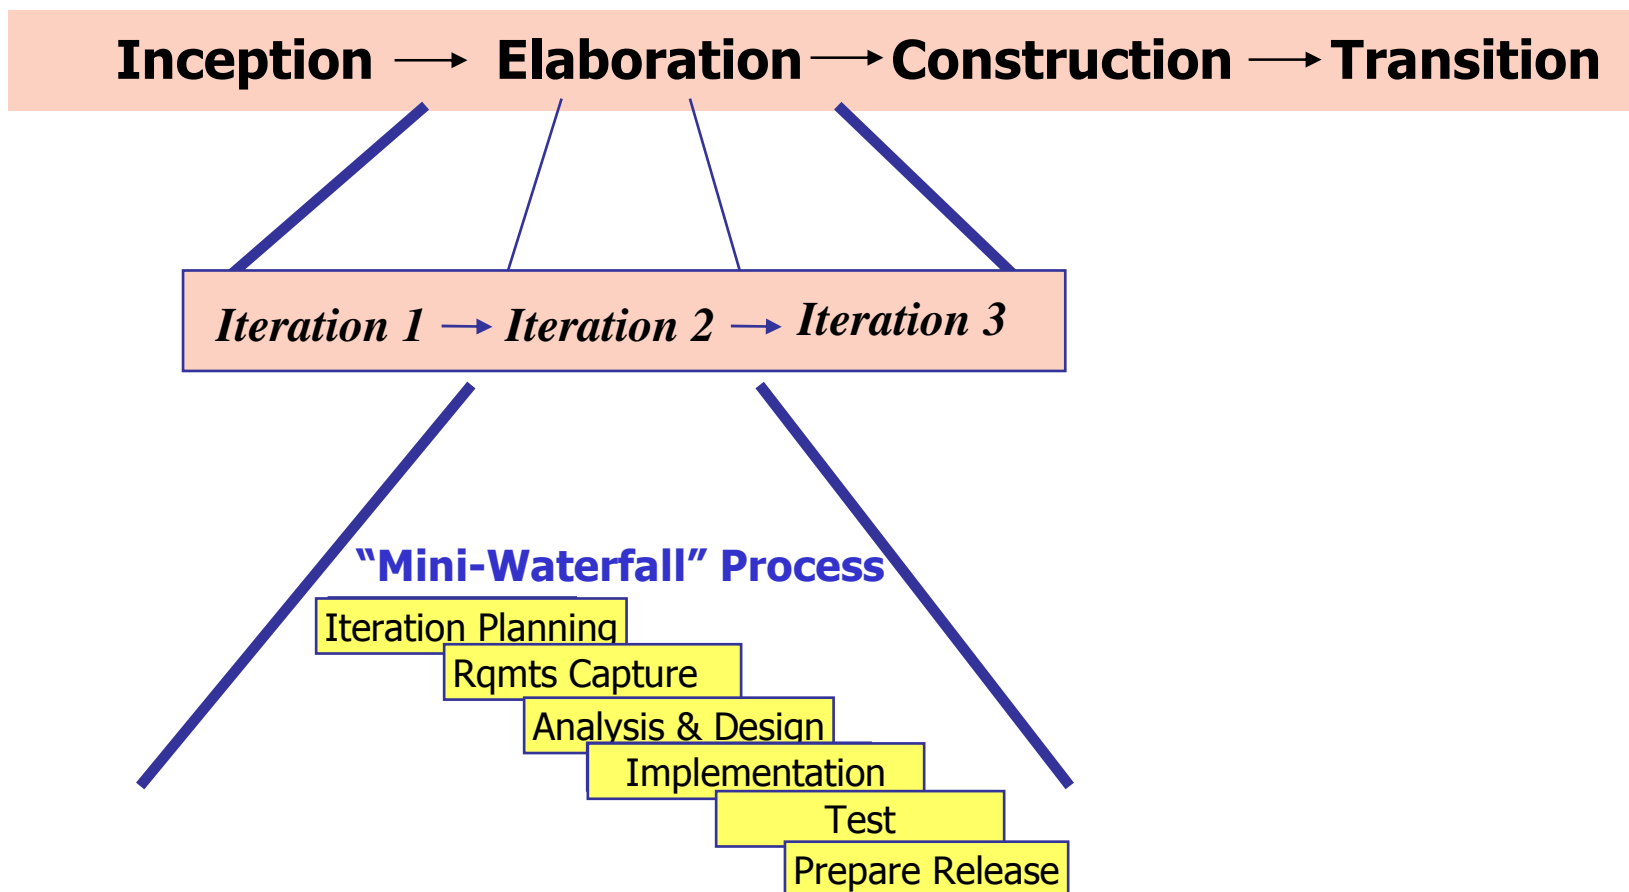 Inception → Elaboration → Construction → Transition
Iteration 1 → Iteration 2 → Iteration 3
“Mini-Waterfall” Process
Iteration Planning
Rqmts Capture
Analysis & Design
Implementation
Test
Prepare Release